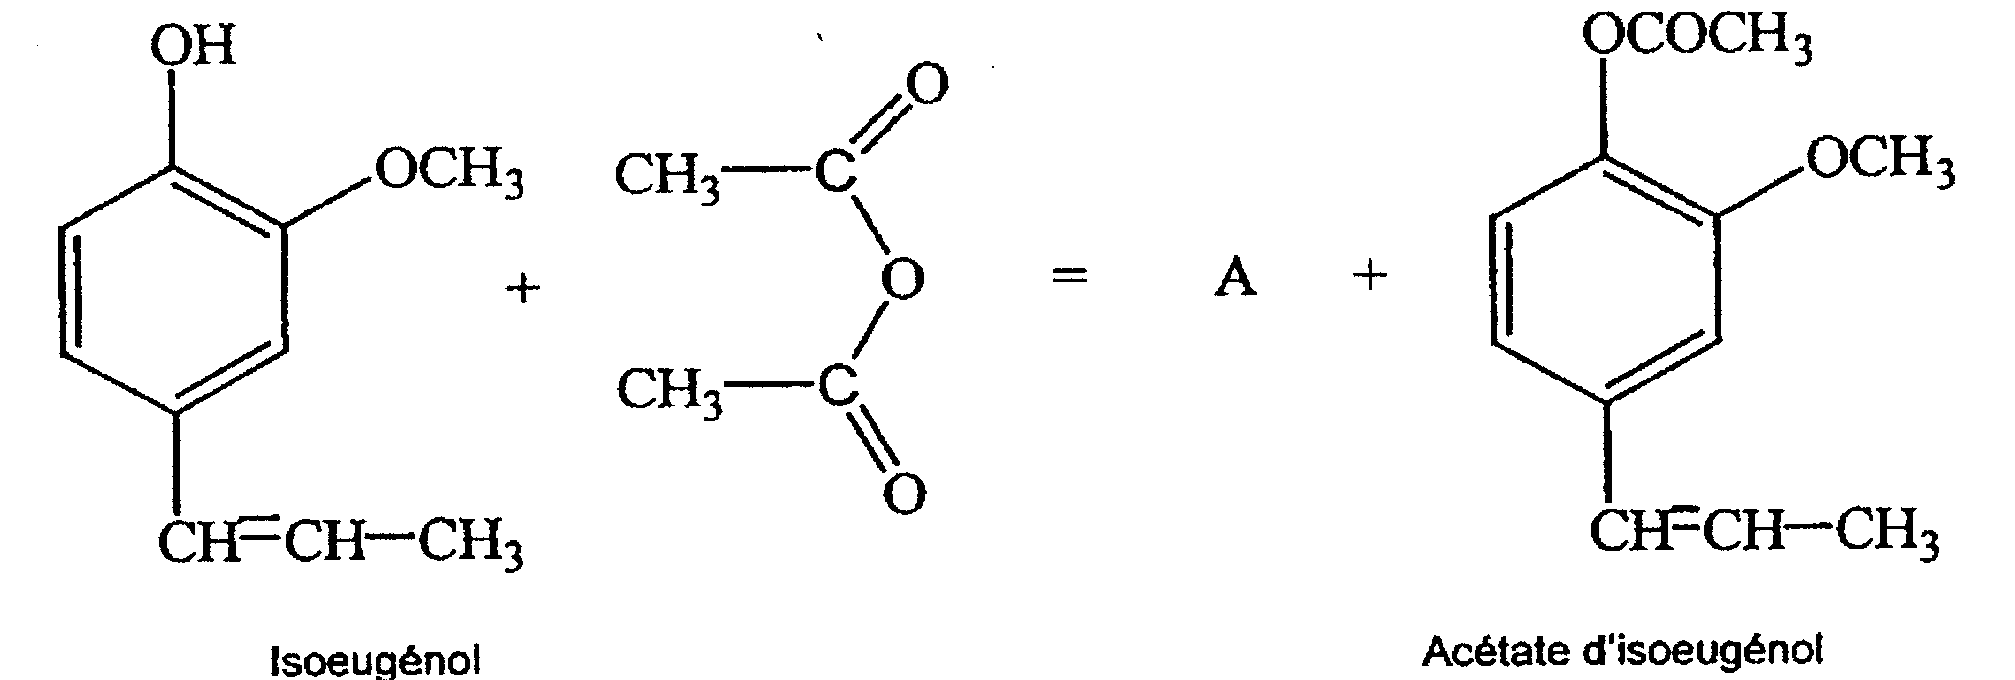 OH
OCH3
CH3 C O
O
CH3 C O
+
=
A
+
CH=CH-CH3
OCOCH3
OCH3
CH=CH-CH3
Isoeugénol
Acétate d'isoeugénol